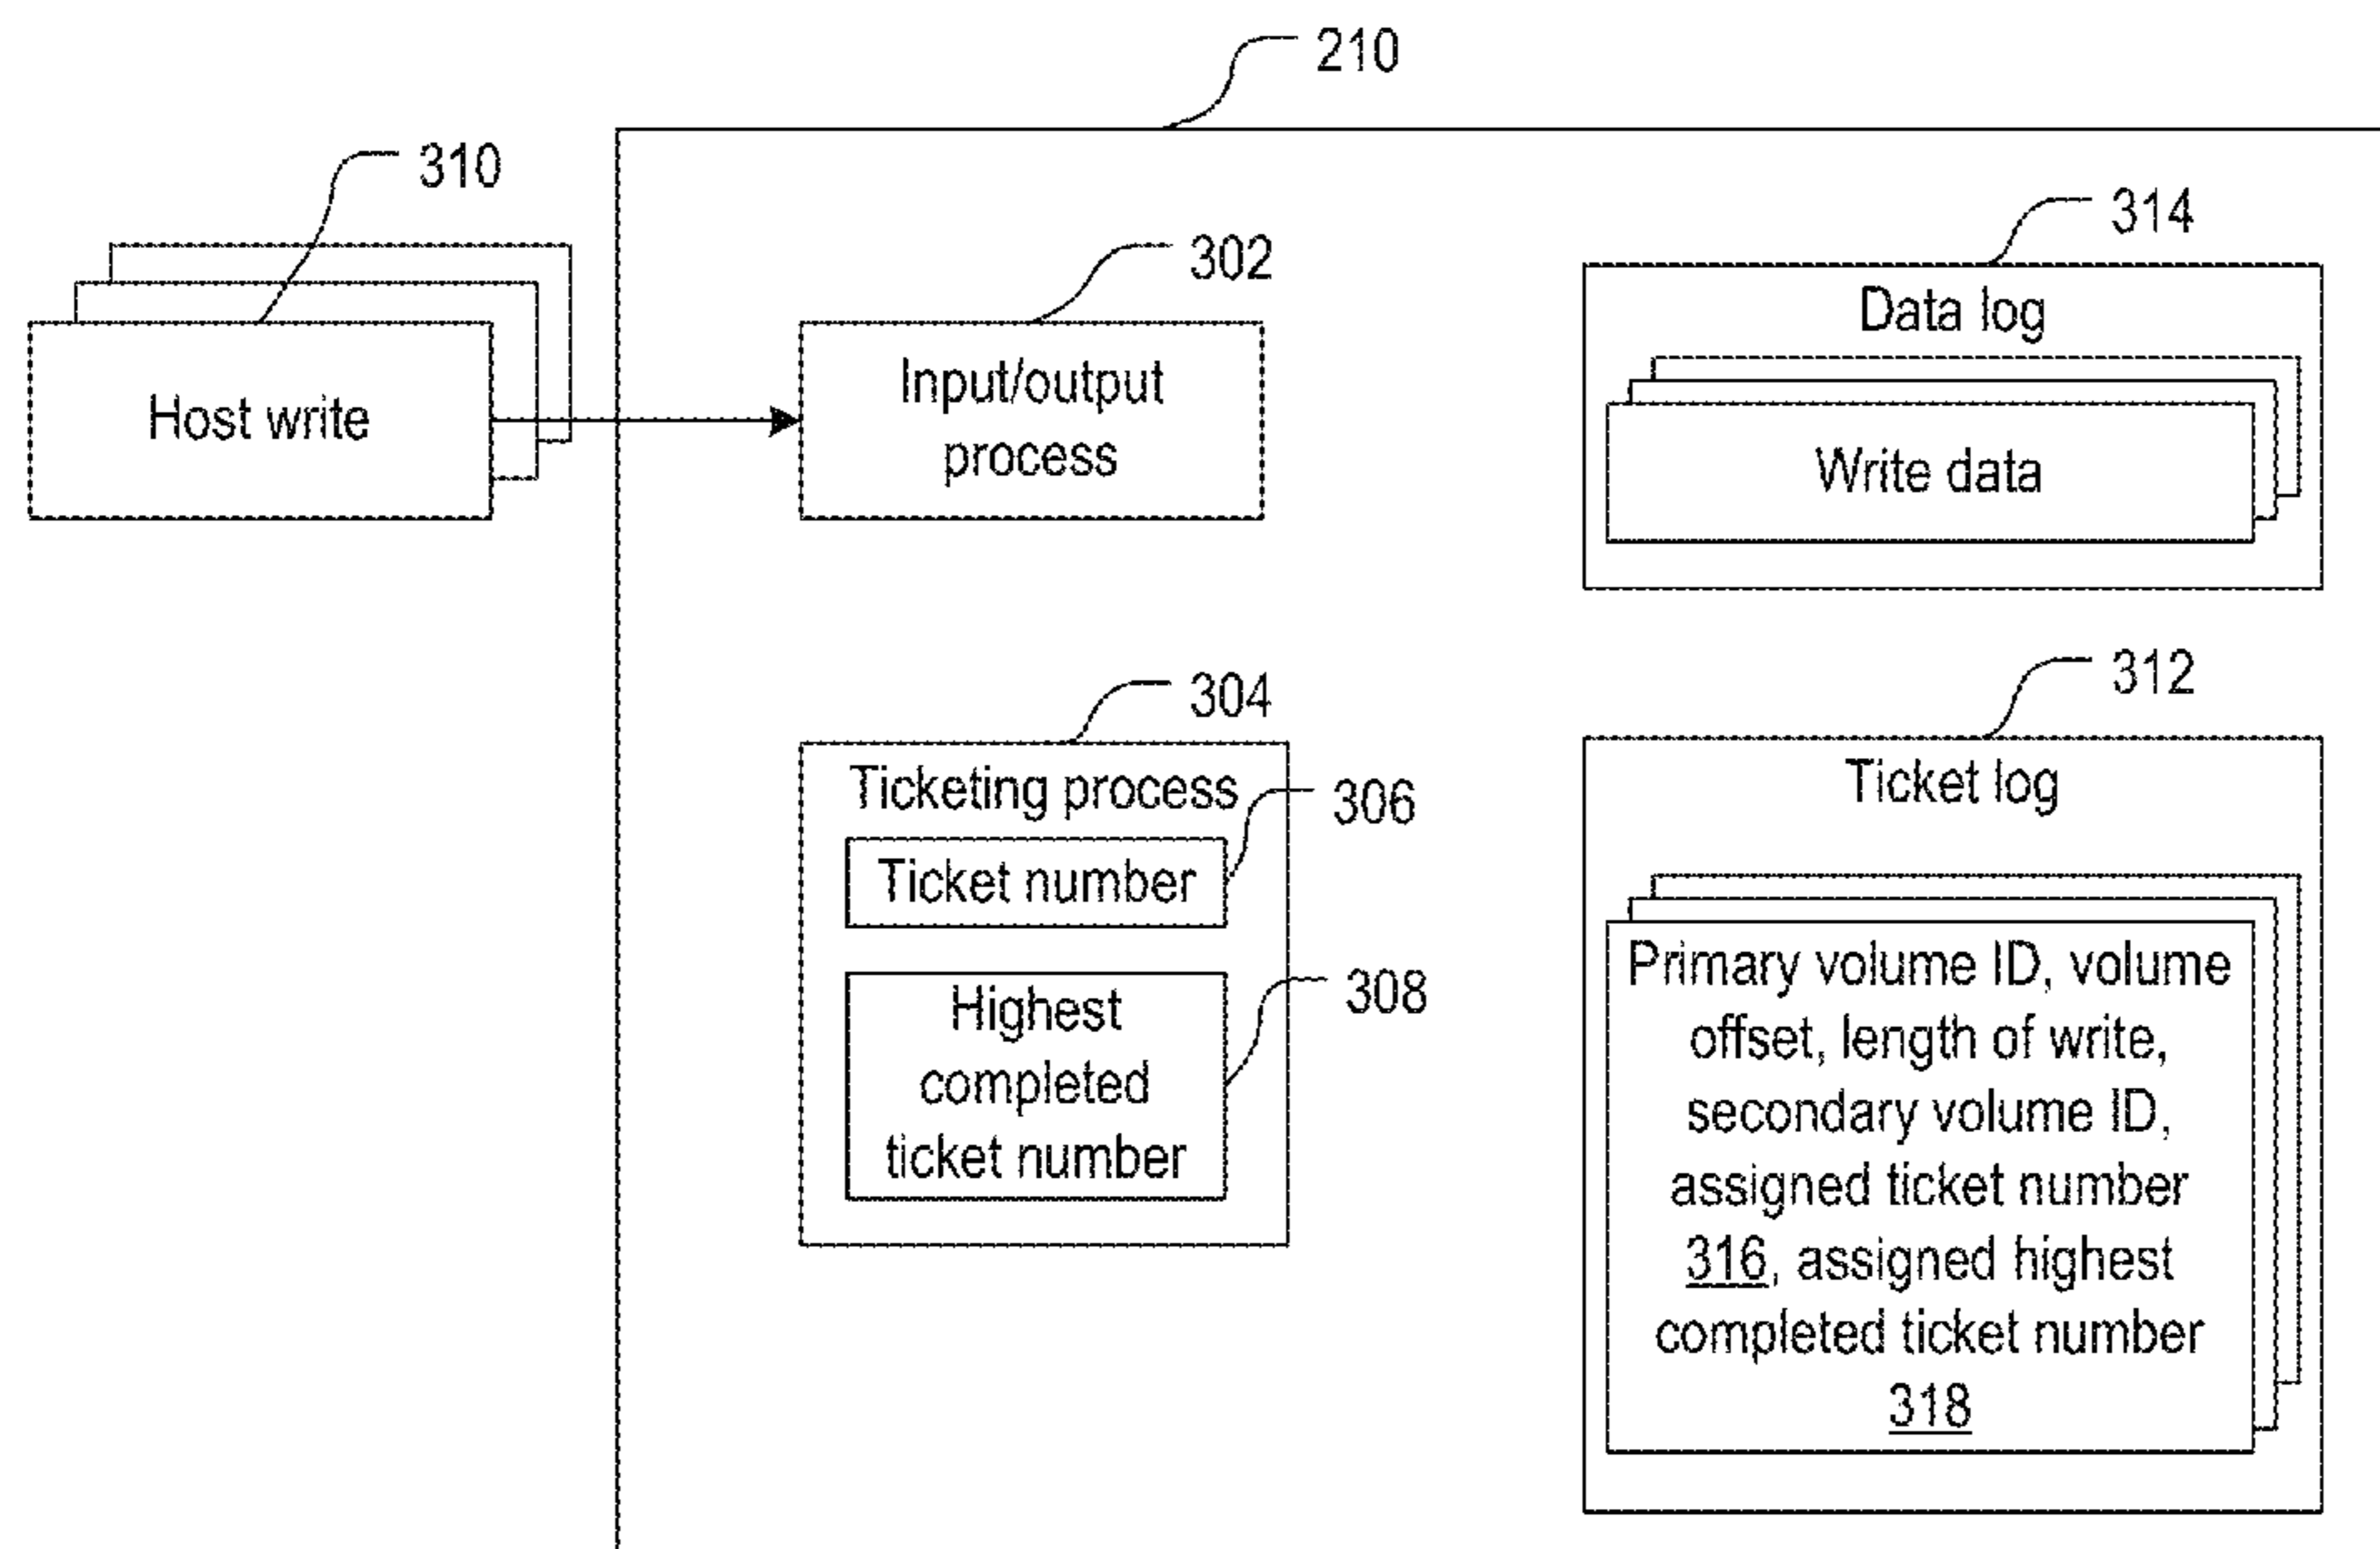 210
310
314
302
Data log
Input/output
process
Host write
Write data
304
312
Ticketing process
306
Ticket log
Ticket number
308
Highest
completed
ticket number
Primary volume ID, volume
offset, length of write,
secondary volume ID,
assigned ticket number
316, assigned highest
completed ticket number
318